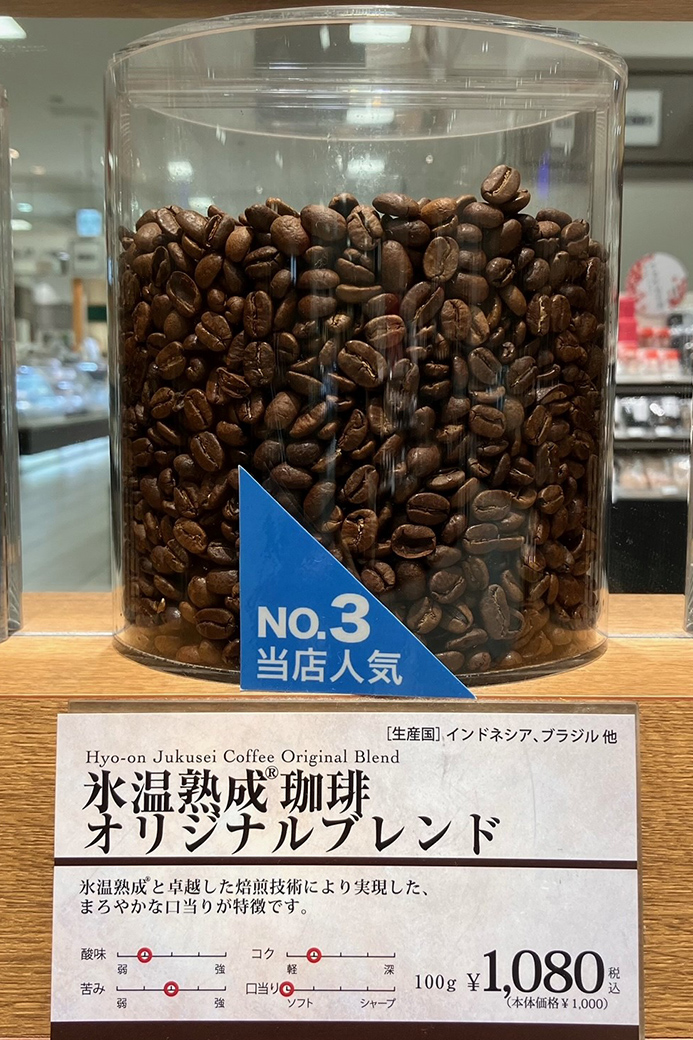 NO.3
当店人気
[生産国] インドネシア、ブラジル 他
Hyo-on Jukusei Coffee Original Blend
氷温熟成®珈琲
オリジナルブレンド
氷温熟成®と卓越した焙煎技術により実現した、
まろやかな口当りが特徴です。
酸味 弱 強
コク 軽 深
苦み 弱 強
口当り ソフト シャープ
100g ¥1,080 税込
(本体価格¥1,000)